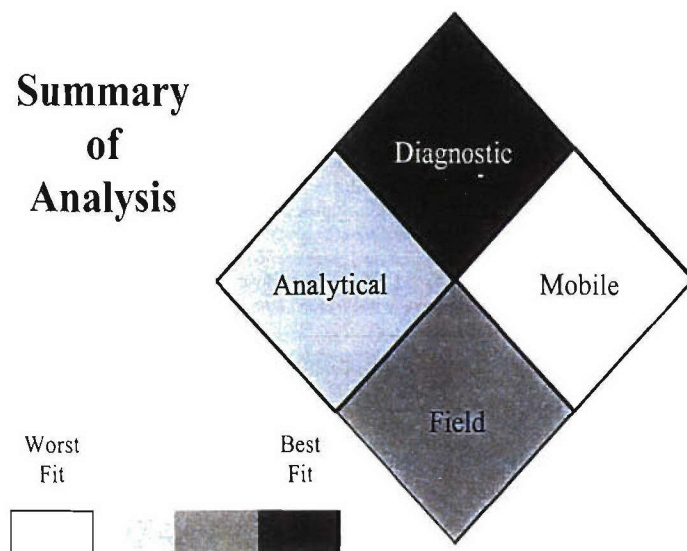 Summary
of
Analysis
Diagnostic
Analytical
Mobile
Field
Worst
Fit
Best
Fit